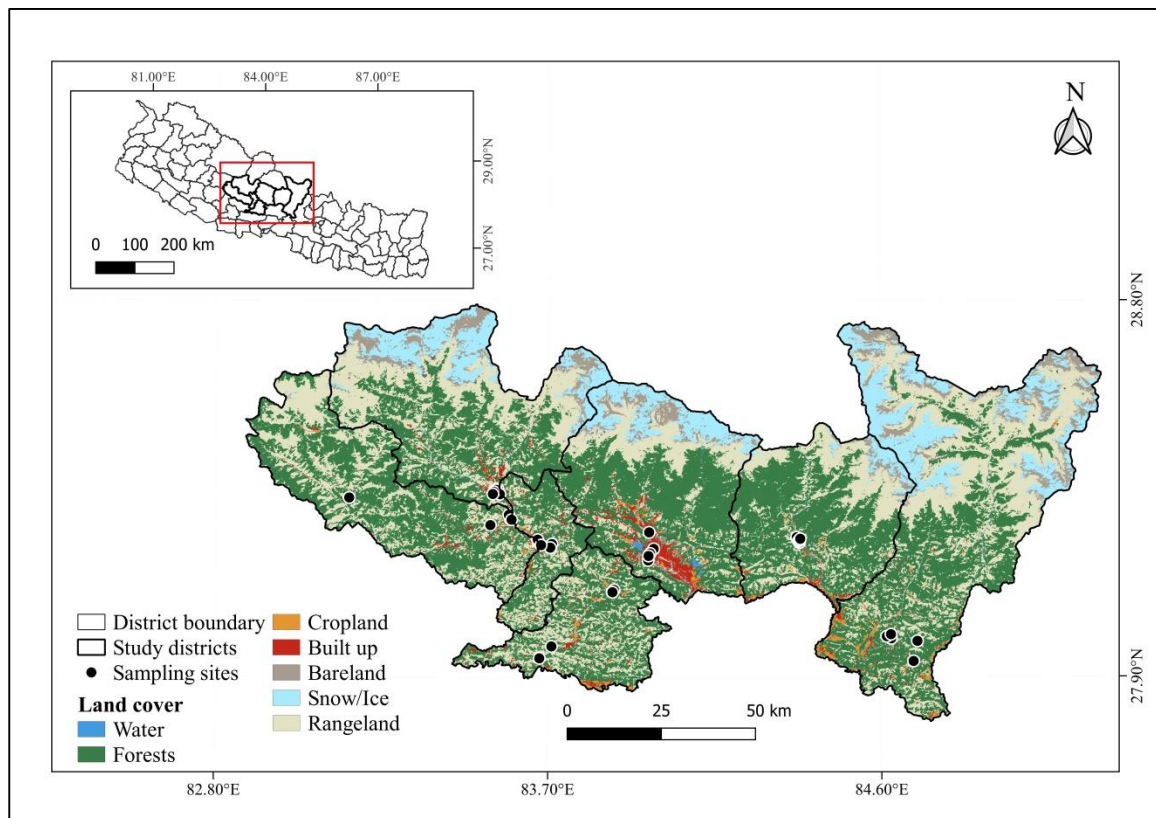 81.00°E 84.00°E 87.00°E
29.00°N
27.00°N
0 100 200 km
N
28.80°N
27.90°N
District boundary
Study districts
Sampling sites
Land cover
Water
Forests
Cropland
Built up
Bareland
Snow/Ice
Rangeland
0 25 50 km
82.80°E 83.70°E 84.60°E